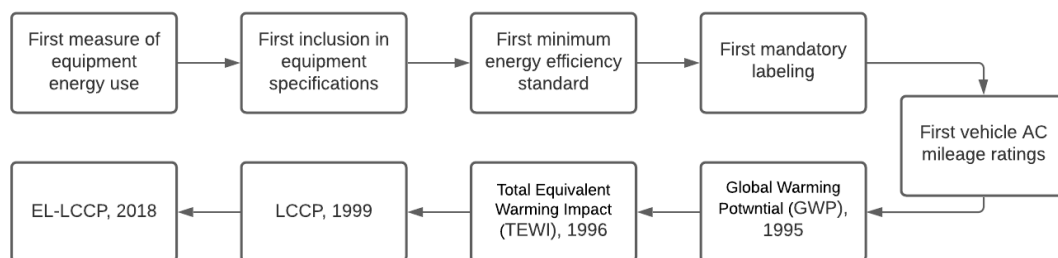 First measure of
equipment
energy use
First inclusion in
equipment
specifications
First minimum
energy efficiency
standard
First mandatory
labeling
First vehicle AC
mileage ratings
Global Warming
Potwntial (GWP),
1995
Total Equivalent
Warming Impact
(TEWI), 1996
LCCP, 1999
EL-LCCP, 2018